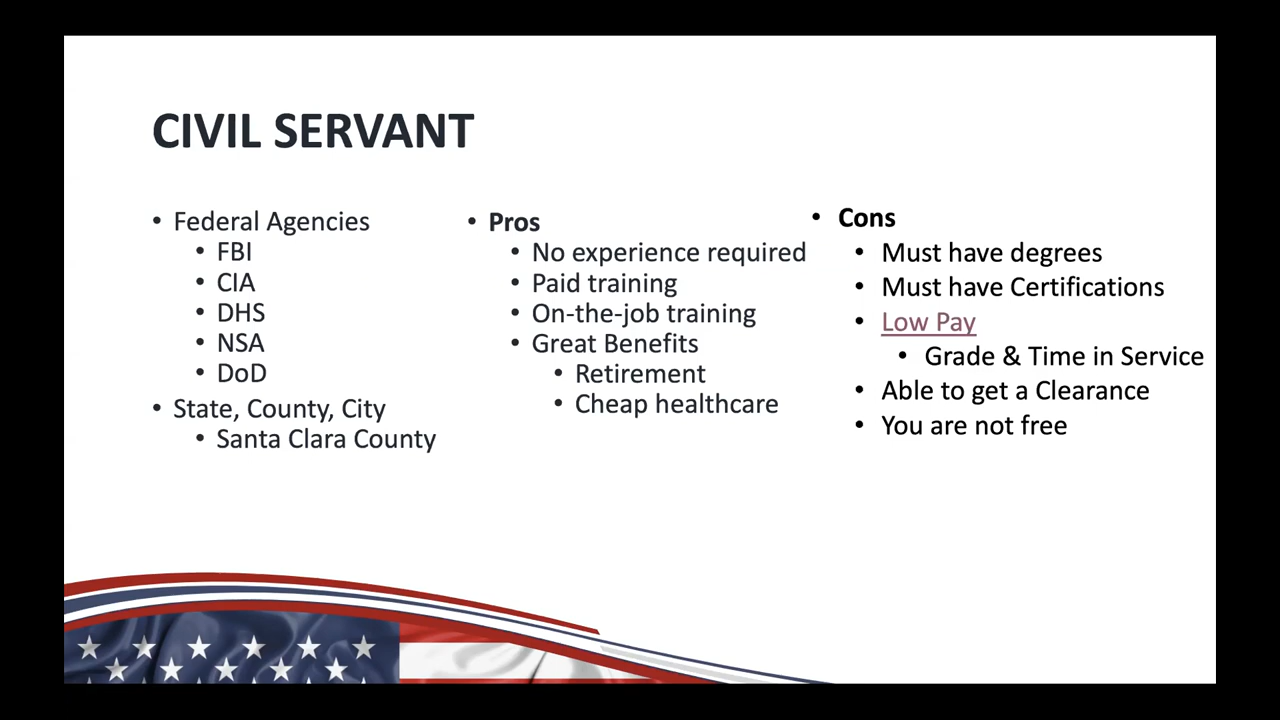 CIVIL SERVANT
• Federal Agencies
• FBI
• CIA
• DHS
• NSA
• DoD
• State, County, City
• Santa Clara County
• Pros
• No experience required
• Paid training
• On-the-job training
• Great Benefits
• Retirement
• Cheap healthcare
• Cons
• Must have degrees
• Must have Certifications
• Low Pay
• Grade & Time in Service
• Able to get a Clearance
• You are not free